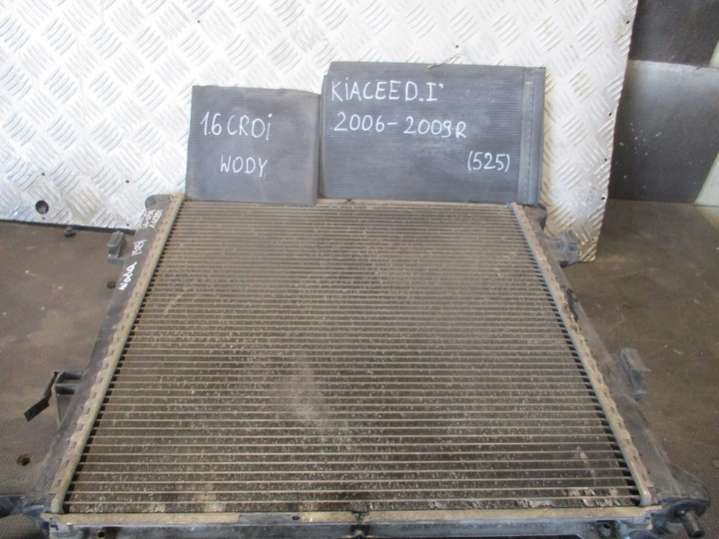 1.6 CRDi
WODY
KIACEED.I'
2006-2009R
(525)